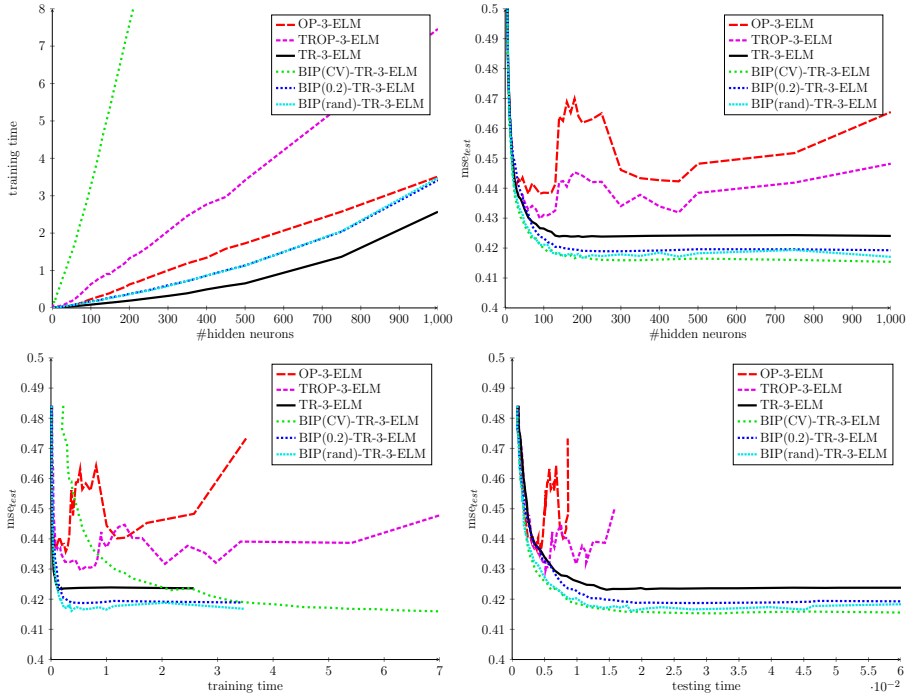 8
7
6
5
4
3
2
1
0
0 100 200 300 400 500 600 700 800 900 1,000
#hidden neurons
training time
OP-3-ELM
TROP-3-ELM
TR-3-ELM
BIP(CV)-TR-3-ELM
BIP(0.2)-TR-3-ELM
BIP(rand)-TR-3-ELM
0.5
0.49
0.48
0.47
0.46
0.45
0.44
0.43
0.42
0.41
0.4
0 100 200 300 400 500 600 700 800 900 1,000
#hidden neurons
mse_test
OP-3-ELM
TROP-3-ELM
TR-3-ELM
BIP(CV)-TR-3-ELM
BIP(0.2)-TR-3-ELM
BIP(rand)-TR-3-ELM
0.5
0.49
0.48
0.47
0.46
0.45
0.44
0.43
0.42
0.41
0.4
0 1 2 3 4 5 6 7
training time
mse_test
OP-3-ELM
TROP-3-ELM
TR-3-ELM
BIP(CV)-TR-3-ELM
BIP(0.2)-TR-3-ELM
BIP(rand)-TR-3-ELM
0.5
0.49
0.48
0.47
0.46
0.45
0.44
0.43
0.42
0.41
0.4
0 0.5 1 1.5 2 2.5 3 3.5 4 4.5 5 5.5 6
testing time
·10⁻²
mse_test
OP-3-ELM
TROP-3-ELM
TR-3-ELM
BIP(CV)-TR-3-ELM
BIP(0.2)-TR-3-ELM
BIP(rand)-TR-3-ELM